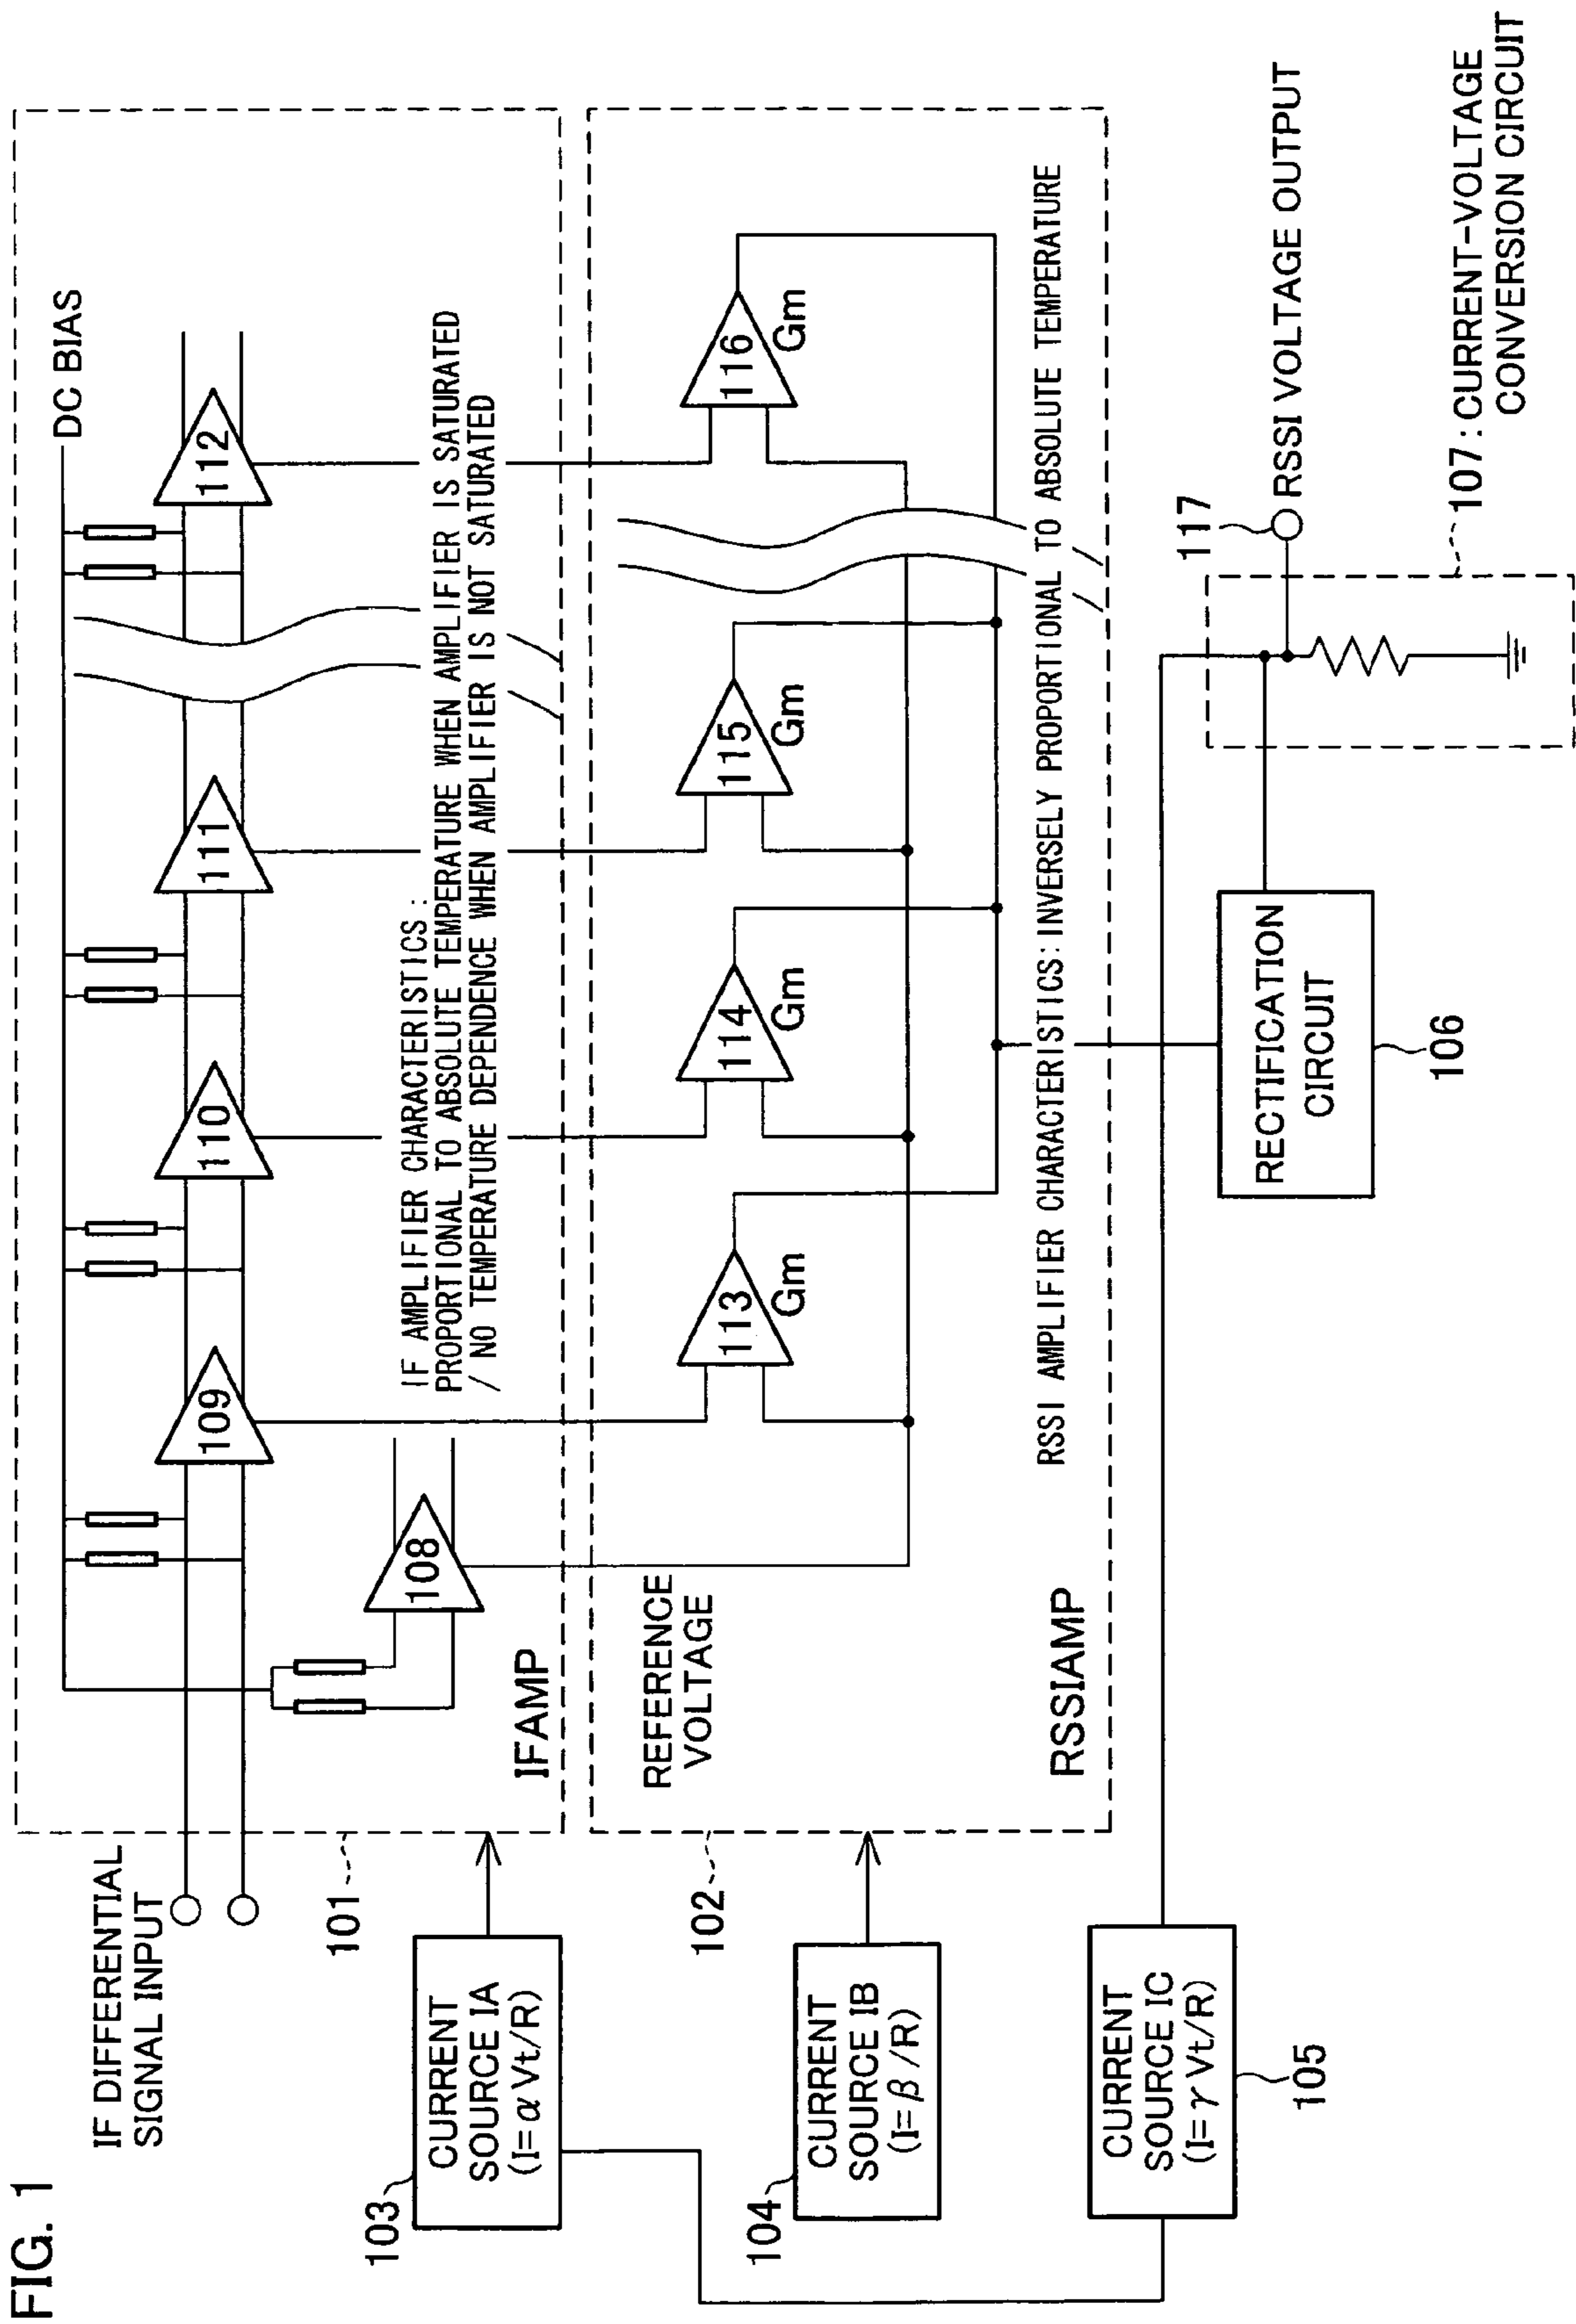 FIG. 1
IF DIFFERENTIAL
SIGNAL INPUT
DC BIAS
109
110
111
112
108
IF AMPLIFIER CHARACTERISTICS:
PROPORTIONAL TO ABSOLUTE TEMPERATURE WHEN AMPLIFIER IS SATURATED
/ NO TEMPERATURE DEPENDENCE WHEN AMPLIFIER IS NOT SATURATED
IFAMP
101
103
CURRENT
SOURCE IA
(I=αVt/R)
REFERENCE
VOLTAGE
113
Gm
114
Gm
115
Gm
116
Gm
RSSI AMPLIFIER CHARACTERISTICS: INVERSELY PROPORTIONAL TO ABSOLUTE TEMPERATURE
RSSIAMP
102
104
CURRENT
SOURCE IB
(I=β/R)
CURRENT
SOURCE IC
(I=γVt/R)
105
RECTIFICATION
CIRCUIT
106
117
RSSI VOLTAGE OUTPUT
107:CURRENT-VOLTAGE
CONVERSION CIRCUIT